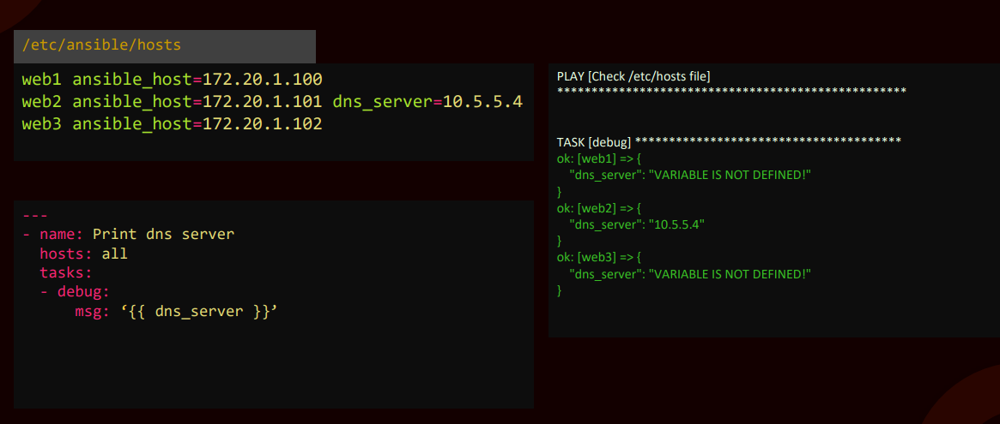 /etc/ansible/hosts
web1 ansible_host=172.20.1.100
web2 ansible_host=172.20.1.101 dns_server=10.5.5.4
web3 ansible_host=172.20.1.102
---
- name: Print dns server
  hosts: all
  tasks:
  - debug:
      msg: ‘{{ dns_server }}’
PLAY [Check /etc/hosts file]
***************************************************
TASK [debug] ***************************************
ok: [web1] => {
    "dns_server": "VARIABLE IS NOT DEFINED!"
}
ok: [web2] => {
    "dns_server": "10.5.5.4"
}
ok: [web3] => {
    "dns_server": "VARIABLE IS NOT DEFINED!"
}